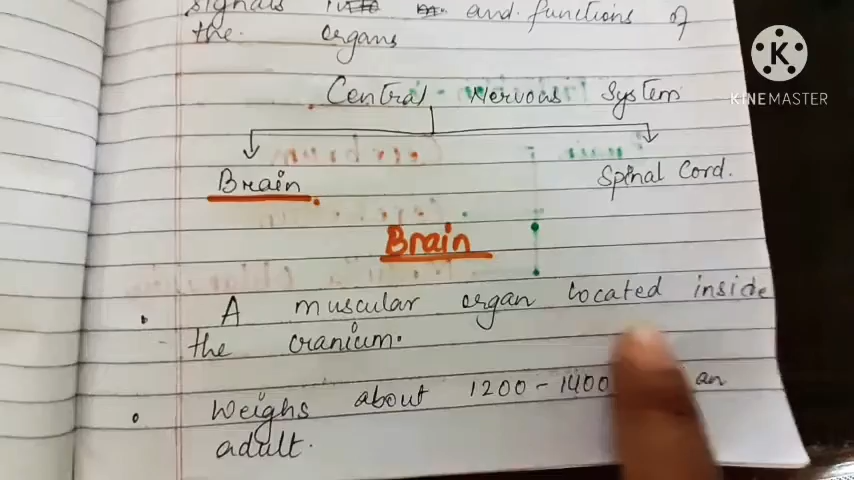 signals and functions of
the organs
Central Nervous System
Brain Spinal Cord.
Brain
• A muscular organ located inside
the cranium.
• Weighs about 1200-1400 an
adult.
K
KINEMASTER